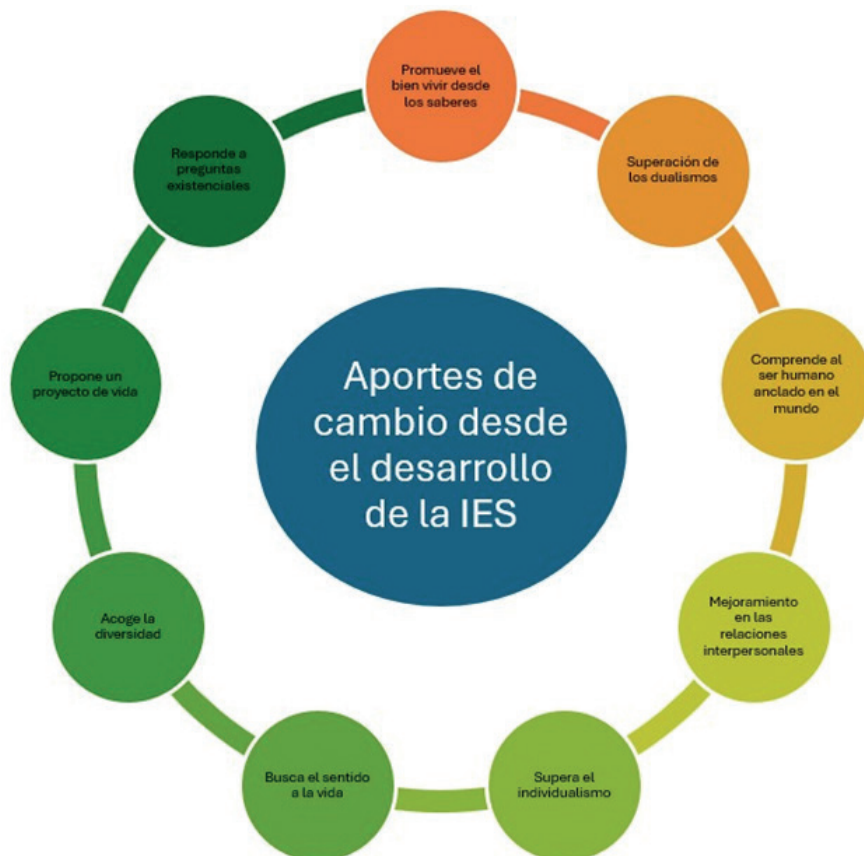 Promueve el
bien vivir desde
los saberes
Superación de
los dualismos
Comprende al
ser humano
anclado en el
mundo
Mejoramiento
en las
relaciones
interpersonales
Supera el
individualismo
Busca el sentido
a la vida
Acoge la
diversidad
Propone un
proyecto de vida
Responde a
preguntas
existenciales
Aportes de
cambio desde
el desarrollo
de la IES